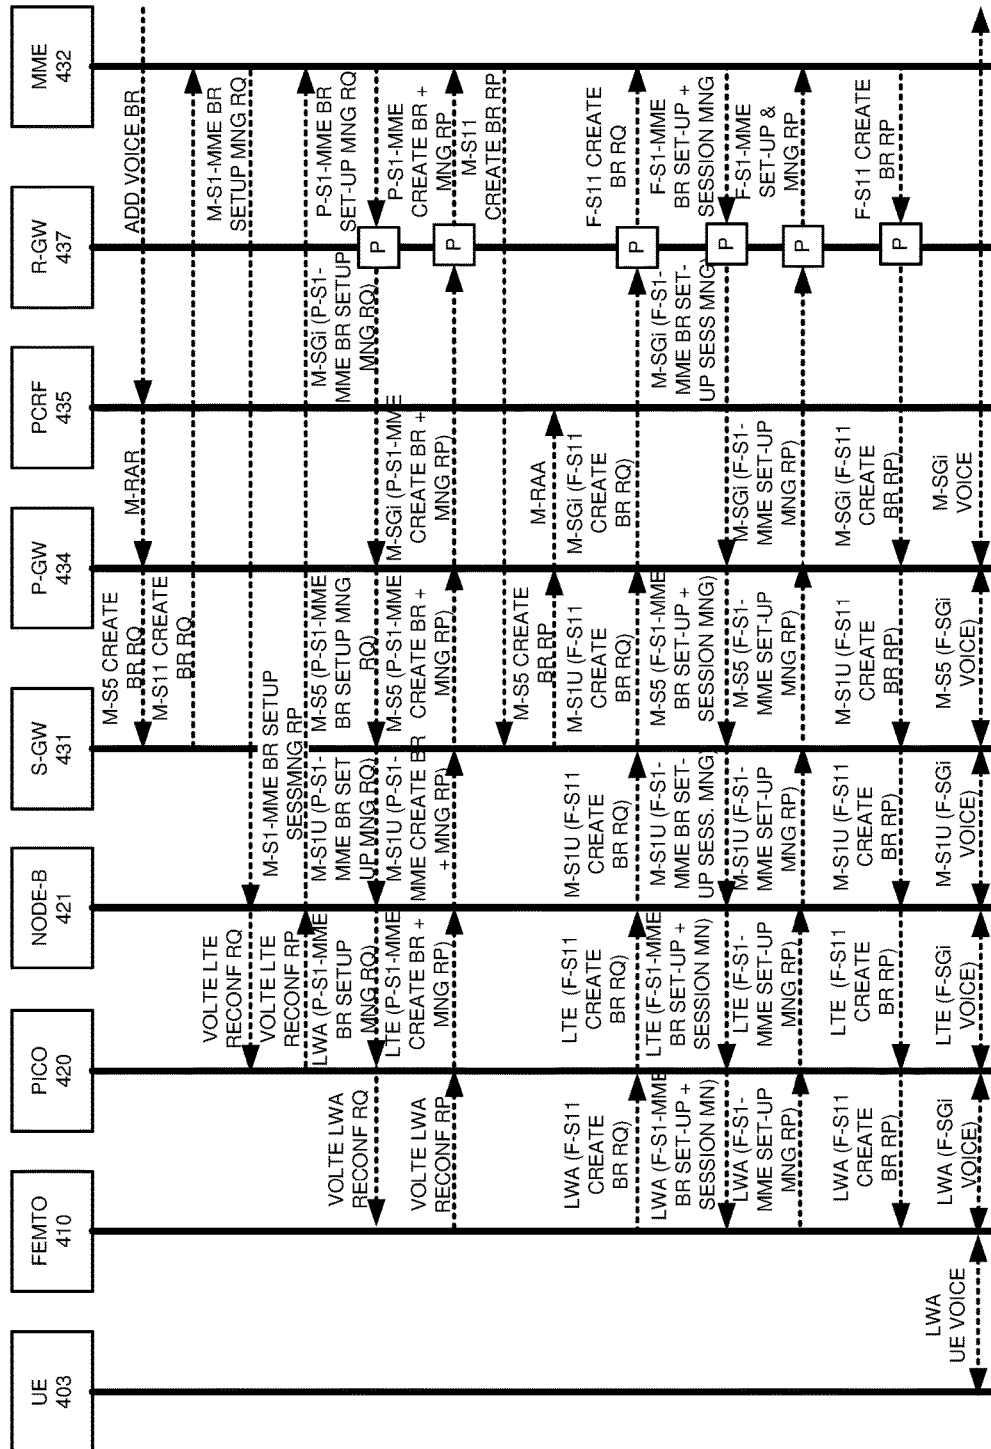 UE
403
FEMTO
410
PICO
420
NODE-B
421
S-GW
431
P-GW
434
PCRF
435
R-GW
437
MME
432
M-S5 CREATE
BR RQ
M-RAR
ADD VOICE BR
M-S11 CREATE
BR RQ
VOLTE LTE
RECONF RQ
M-S1-MME BR
SETUP MNG RQ
VOLTE LTE
RECONF RP
M-S1-MME BR SETUP
SESSMNG RP
VOLTE LWA
RECONF RQ
LWA (P-S1-MME
BR SETUP
MNG RQ)
M-S1U (P-S1-
MME BR SET
UP MNG RQ)
M-S5 (P-S1-MME
BR SETUP MNG
RQ)
M-SGi (P-S1-
MME BR SETUP
MNG RQ)
P-S1-MME BR
SET-UP MNG RQ
P
VOLTE LWA
RECONF RP
LTE (P-S1-MME
CREATE BR +
MNG RP)
M-S1U (P-S1-
MME CREATE BR
+ MNG RP)
M-S5 (P-S1-MME
CREATE BR +
MNG RP)
M-SGi (P-S1-MME
CREATE BR +
MNG RP)
P
P-S1-MME
CREATE BR +
MNG RP
M-S11
CREATE BR RP
M-S5 CREATE
BR RP
M-RAA
LWA (F-S11
CREATE
BR RQ)
LTE (F-S11
CREATE
BR RQ)
M-S1U (F-S11
CREATE
BR RQ)
M-S1U (F-S11
CREATE
BR RQ)
M-SGi (F-S11
CREATE
BR RQ)
P
F-S11 CREATE
BR RQ
LWA (F-S1-MME
BR SET-UP +
SESSION MN)
LTE (F-S1-MME
BR SET-UP +
SESSION MN)
M-S1U (F-S1-
MME BR SET-
UP SESS. MNG)
M-S5 (F-S1-MME
BR SET-UP +
SESSION MNG)
M-SGi (F-S1-
MME BR SET-
UP SESS MNG)
P
F-S1-MME
BR SET-UP +
SESSION MNG
LWA (F-S1-
MME SET-UP
MNG RP)
LTE (F-S1-
MME SET-UP
MNG RP)
M-S1U (F-S1-
MME SET-UP
MNG RP)
M-S5 (F-S1-
MME SET-UP
MNG RP)
M-SGi (F-S1-
MME SET-UP
MNG RP)
P
F-S1-MME
SET-UP &
MNG RP
LWA (F-S11
CREATE
BR RP)
LTE (F-S11
CREATE
BR RP)
M-S1U (F-S11
CREATE
BR RP)
M-S1U (F-S11
CREATE
BR RP)
M-SGi (F-S11
CREATE
BR RP)
P
F-S11 CREATE
BR RP
LWA
UE VOICE
LWA (F-SGi
VOICE)
LTE (F-SGi
VOICE)
M-S1U (F-SGi
VOICE)
M-S5 (F-SGi
VOICE)
M-SGi
VOICE